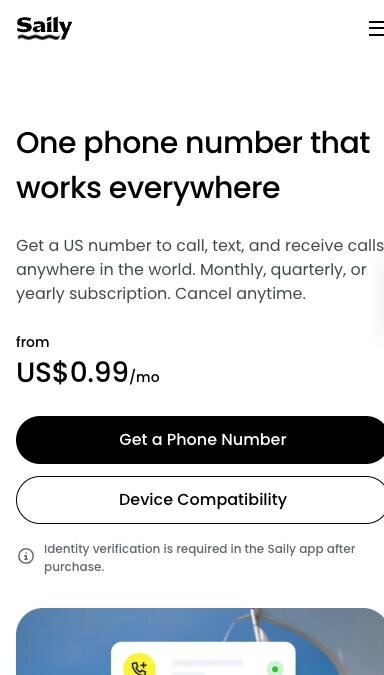 Saily
One phone number that
works everywhere
Get a US number to call, text, and receive calls
anywhere in the world. Monthly, quarterly, or
yearly subscription. Cancel anytime.
from
US$0.99/mo
Get a Phone Number
Device Compatibility
Identity verification is required in the Saily app after
purchase.